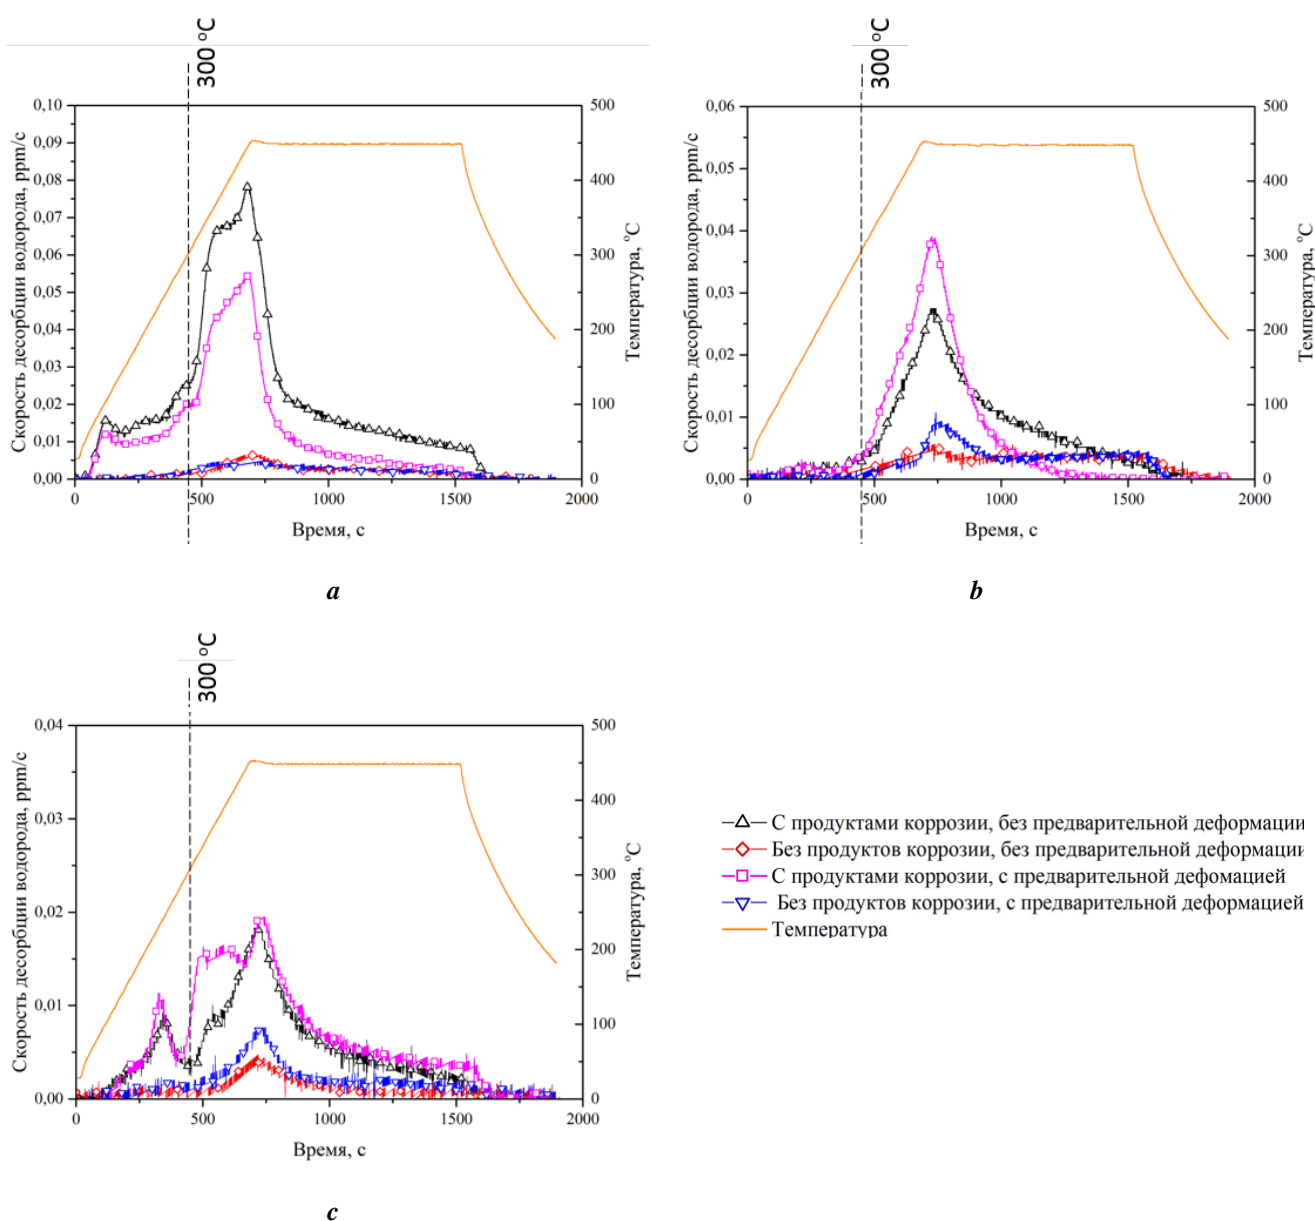 300 °C
300 °C
0,10
0,09
0,08
0,07
0,06
0,05
0,04
0,03
0,02
0,01
0,00
Скорость десорбции водорода, ppm/c
500
400
300
200
100
0
Температура, °C
0
500
1000
1500
2000
Время, с
a
0,06
0,05
0,04
0,03
0,02
0,01
0,00
Скорость десорбции водорода, ppm/c
500
400
300
200
100
0
Температура, °C
0
500
1000
1500
2000
Время, с
b
300 °C
0,04
0,03
0,02
0,01
0,00
Скорость десорбции водорода, ppm/c
500
400
300
200
100
0
Температура, °C
0
500
1000
1500
2000
Время, с
c
С продуктами коррозии, без предварительной деформации
Без продуктов коррозии, без предварительной деформации
С продуктами коррозии, с предварительной дефомацией
Без продуктов коррозии, с предварительной деформацией
Температура